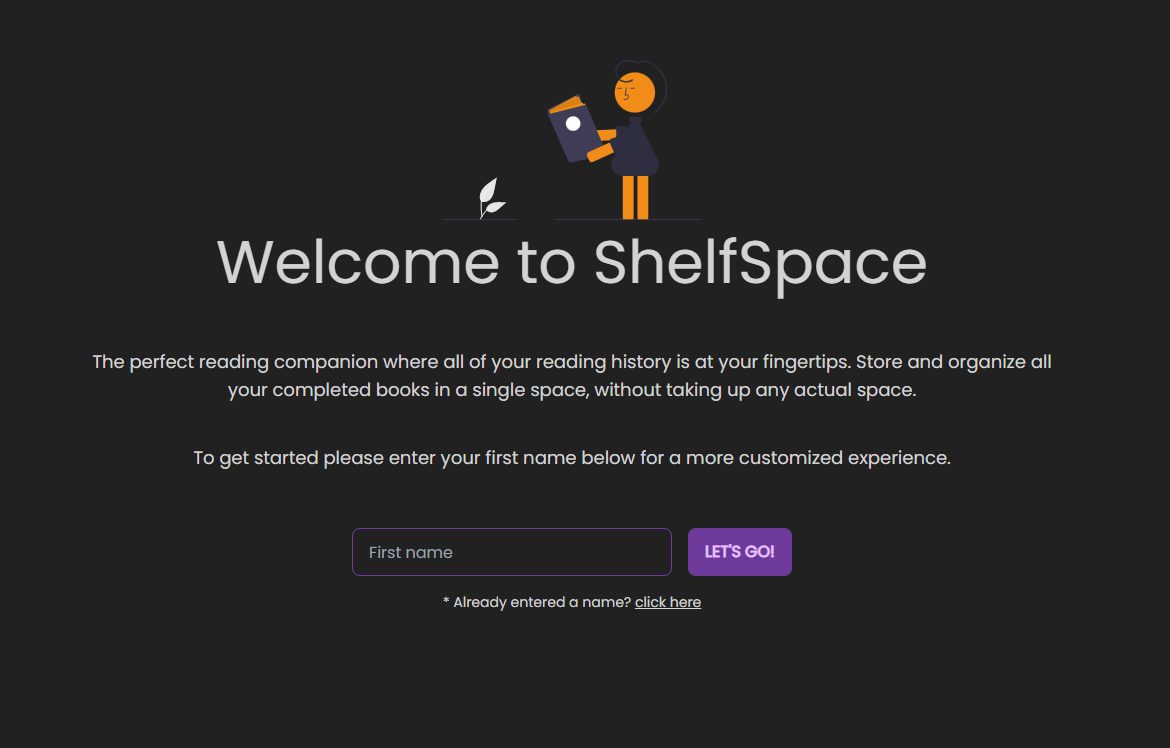 Welcome to ShelfSpace
The perfect reading companion where all of your reading history is at your fingertips. Store and organize all
your completed books in a single space, without taking up any actual space.
To get started please enter your first name below for a more customized experience.
First name
LET'S GO!
* Already entered a name? click here